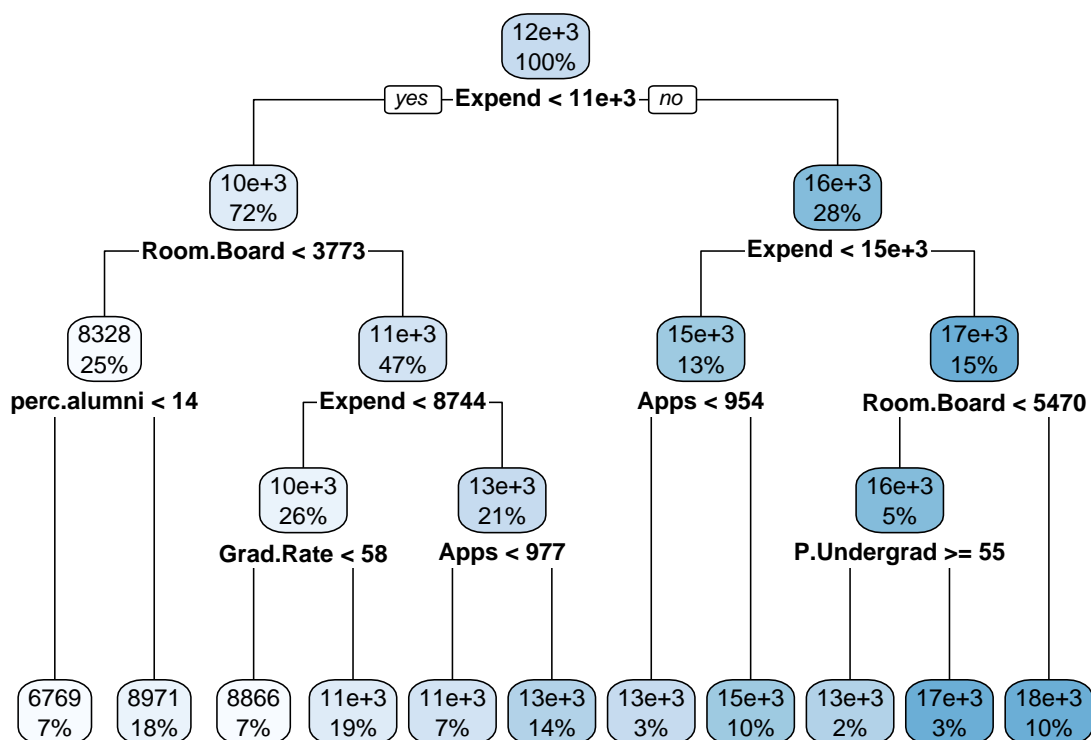 12e+3
100%
yes Expend < 11e+3 no
10e+3
72%
16e+3
28%
Room.Board < 3773
Expend < 15e+3
8328
25%
11e+3
47%
15e+3
13%
17e+3
15%
perc.alumni < 14
Expend < 8744
Apps < 954
Room.Board < 5470
10e+3
26%
13e+3
21%
16e+3
5%
Grad.Rate < 58
Apps < 977
P.Undergrad >= 55
6769
7%
8971
18%
8866
7%
11e+3
19%
11e+3
7%
13e+3
14%
13e+3
3%
15e+3
10%
13e+3
2%
17e+3
3%
18e+3
10%